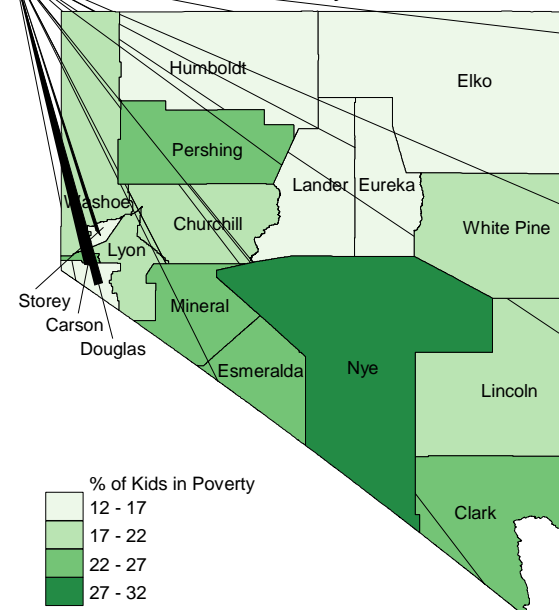 Humboldt
Elko
Pershing
Lander
Eureka
Washoe
Churchill
White Pine
Lyon
Storey
Mineral
Carson
Douglas
Esmeralda
Nye
Lincoln
Clark
% of Kids in Poverty
12 - 17
17 - 22
22 - 27
27 - 32